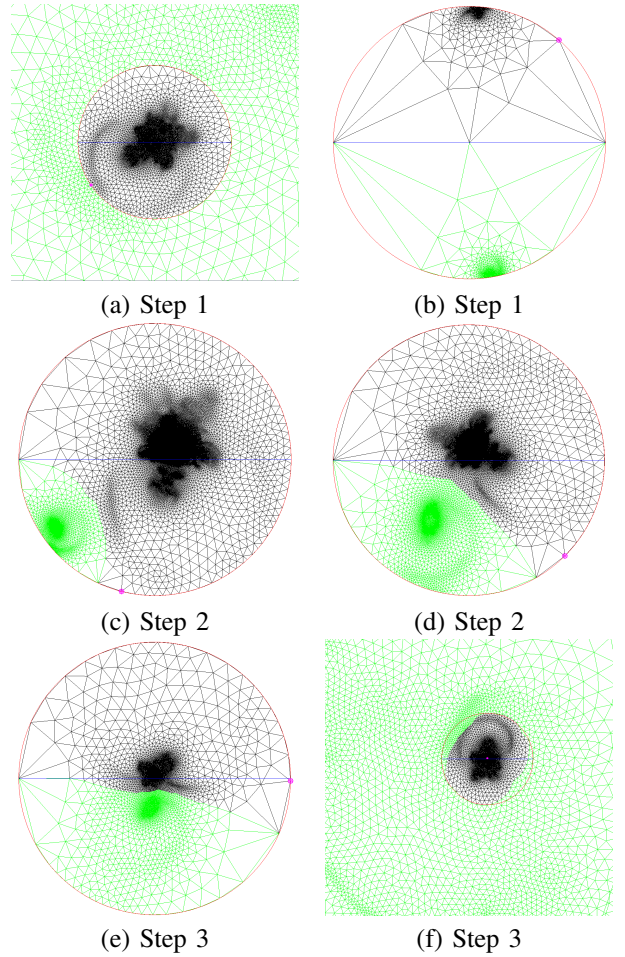 (a) Step 1
(b) Step 1
(c) Step 2
(d) Step 2
(e) Step 3
(f) Step 3